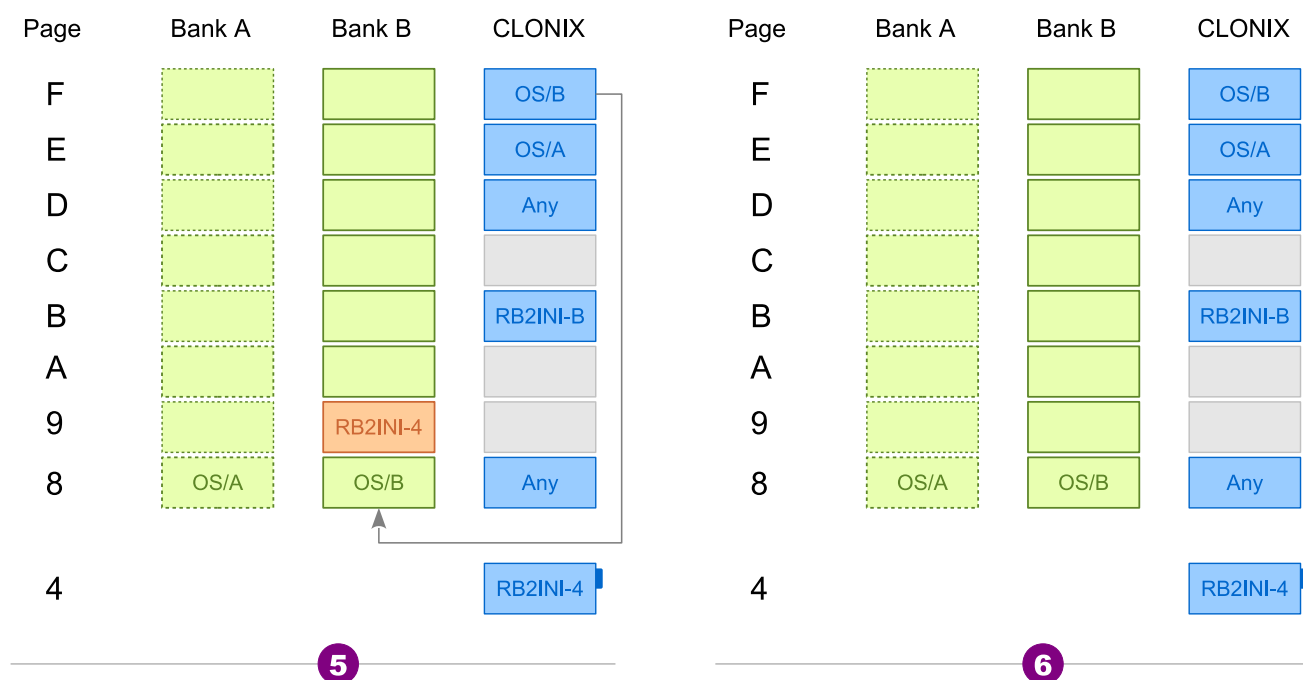 Page Bank A Bank B CLONIX
F OS/B
E OS/A
D Any
C
B RB2INI-B
A
9 RB2INI-4
8 OS/A OS/B Any
4 RB2INI-4
5
Page Bank A Bank B CLONIX
F OS/B
E OS/A
D Any
C
B RB2INI-B
A
9
8 OS/A OS/B Any
4 RB2INI-4
6